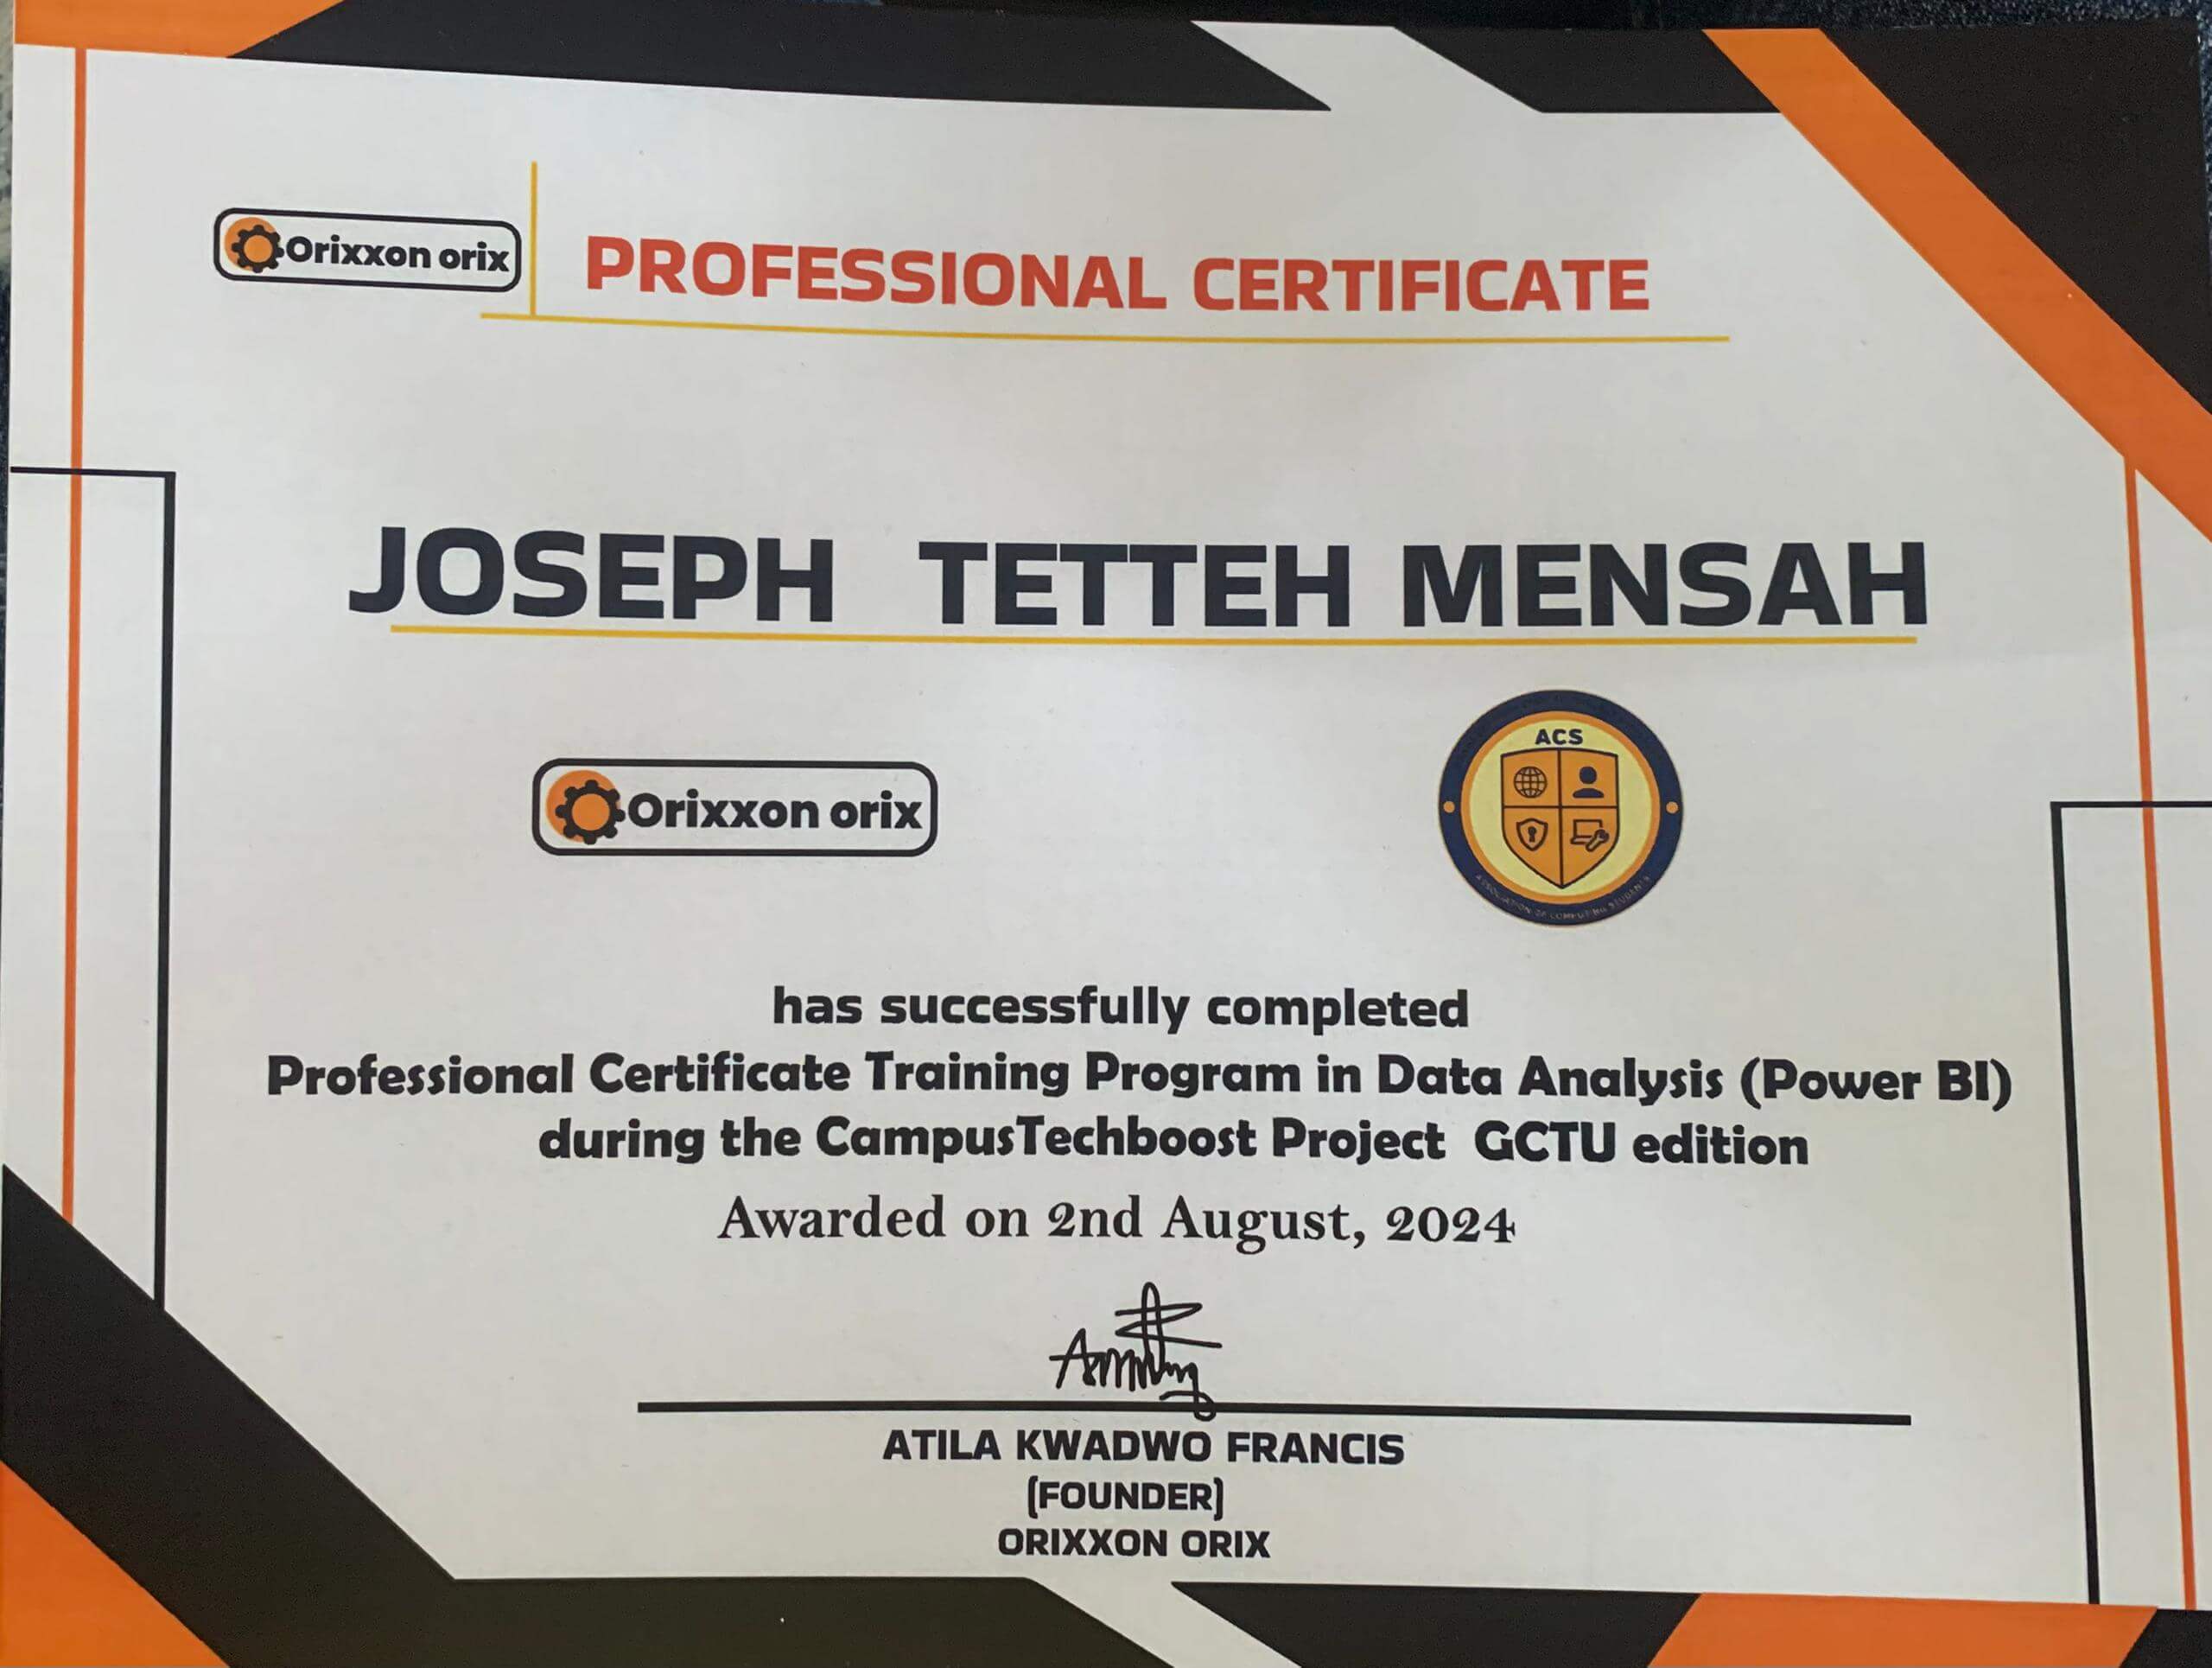 Orixxon orix
PROFESSIONAL CERTIFICATE
JOSEPH TETTEH MENSAH
Orixxon orix
ACS
ASSOCIATION OF COMPUTING STUDENTS
has successfully completed
Professional Certificate Training Program in Data Analysis (Power BI)
during the CampusTechboost Project GCTU edition
Awarded on 2nd August, 2024
ATILA KWADWO FRANCIS
(FOUNDER)
ORIXXON ORIX